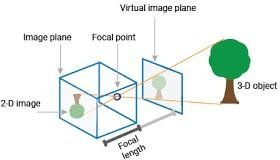 Virtual image plane
Image plane
Focal point
2-D image
3-D object
Focal
length